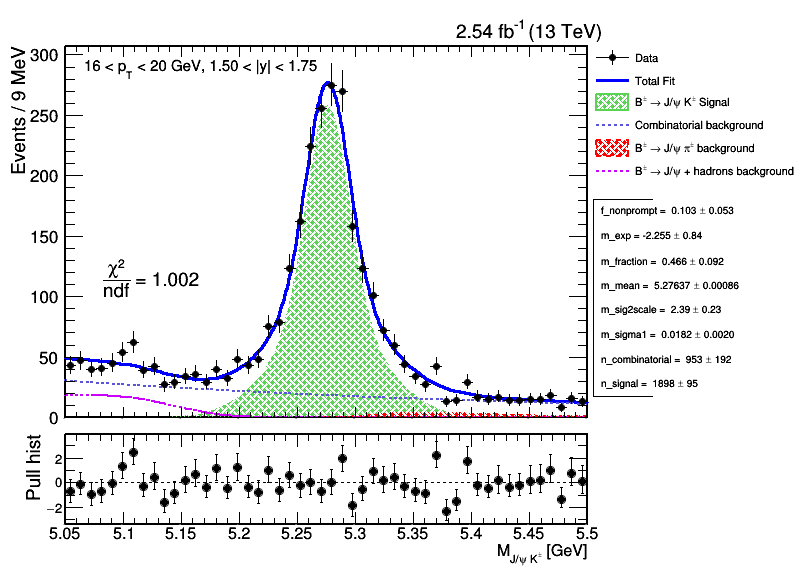 2.54 fb⁻¹ (13 TeV)
Events / 9 MeV
300
250
200
150
100
50
0
16 < p_T < 20 GeV, 1.50 < |y| < 1.75
χ²/ndf = 1.002
Data
Total Fit
B± → J/ψ K± Signal
Combinatorial background
B± → J/ψ π± background
B± → J/ψ + hadrons background
f_nonprompt = 0.103 ± 0.053
m_exp = -2.255 ± 0.84
m_fraction = 0.466 ± 0.092
m_mean = 5.27637 ± 0.00086
m_sig2scale = 2.39 ± 0.23
m_sigma1 = 0.0182 ± 0.0020
n_combinatorial = 953 ± 192
n_signal = 1898 ± 95
Pull hist
2
0
−2
5.05 5.1 5.15 5.2 5.25 5.3 5.35 5.4 5.45 5.5
M_J/ψ K± [GeV]